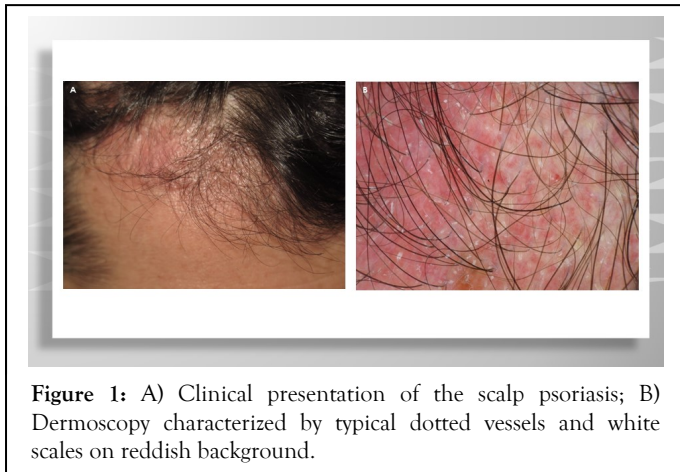 A
B
Figure 1: A) Clinical presentation of the scalp psoriasis; B)
Dermoscopy characterized by typical dotted vessels and white
scales on reddish background.